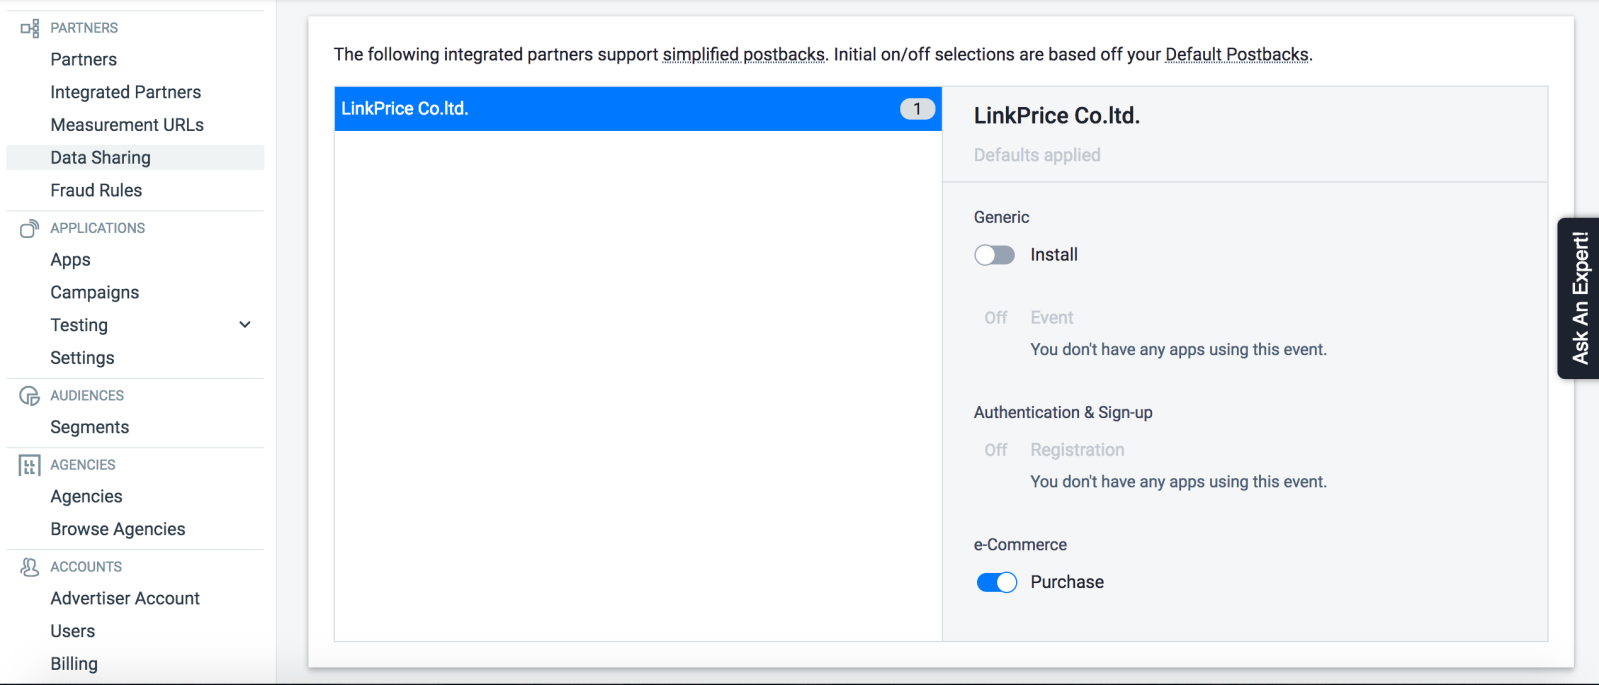 PARTNERS
Partners
Integrated Partners
Measurement URLs
Data Sharing
Fraud Rules
APPLICATIONS
Apps
Campaigns
Testing
Settings
AUDIENCES
Segments
AGENCIES
Agencies
Browse Agencies
ACCOUNTS
Advertiser Account
Users
Billing
The following integrated partners support simplified postbacks. Initial on/off selections are based off your Default Postbacks.
LinkPrice Co.ltd. 1
LinkPrice Co.ltd.
Defaults applied
Generic
Install
Off Event
You don't have any apps using this event.
Authentication & Sign-up
Off Registration
You don't have any apps using this event.
e-Commerce
Purchase
Ask An Expert!